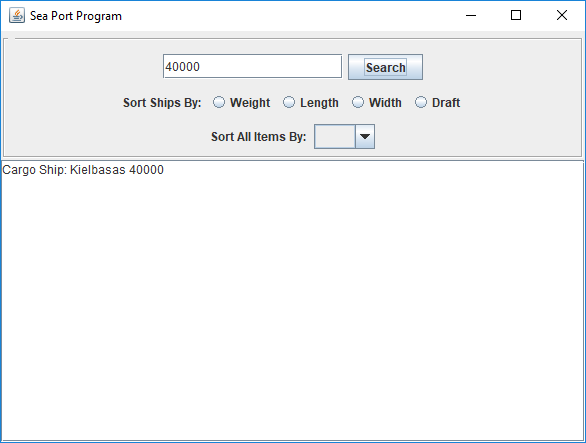 Sea Port Program
40000 Search
Sort Ships By: Weight Length Width Draft
Sort All Items By:
Cargo Ship: Kielbasas 40000